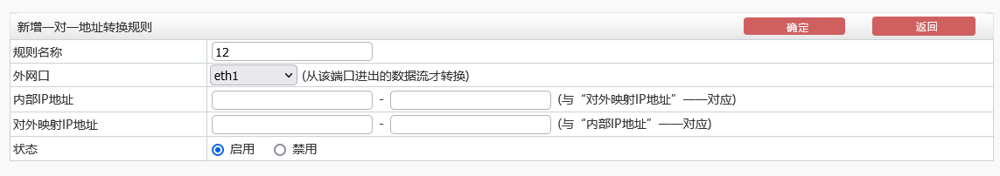 新增一对一地址转换规则 确定 返回
规则名称 12
外网口 eth1 (从该端口进出的数据流才转换)
内部IP地址 - (与“对外映射IP地址”一一对应)
对外映射IP地址 - (与“内部IP地址”一一对应)
状态 启用 禁用